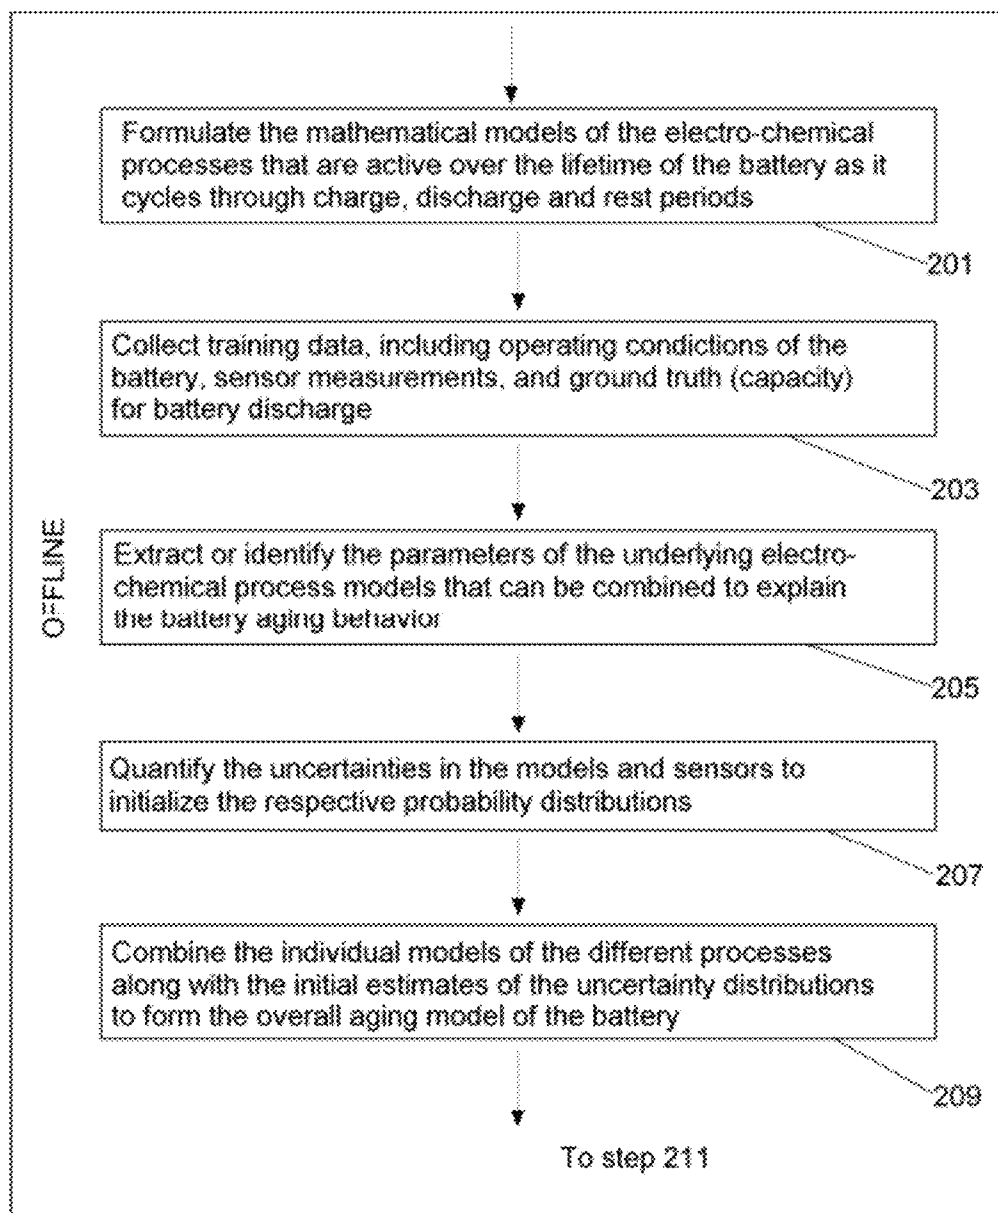 Formulate the mathematical models of the electro-chemical
processes that are active over the lifetime of the battery as it
cycles through charge, discharge and rest periods
201
Collect training data, including operating condictions of the
battery, sensor measurements, and ground truth (capacity)
for battery discharge
203
OFFLINE
Extract or identify the parameters of the underlying electro-
chemical process models that can be combined to explain
the battery aging behavior
205
Quantify the uncertainties in the models and sensors to
initialize the respective probability distributions
207
Combine the individual models of the different processes
along with the initial estimates of the uncertainty distributions
to form the overall aging model of the battery
209
To step 211